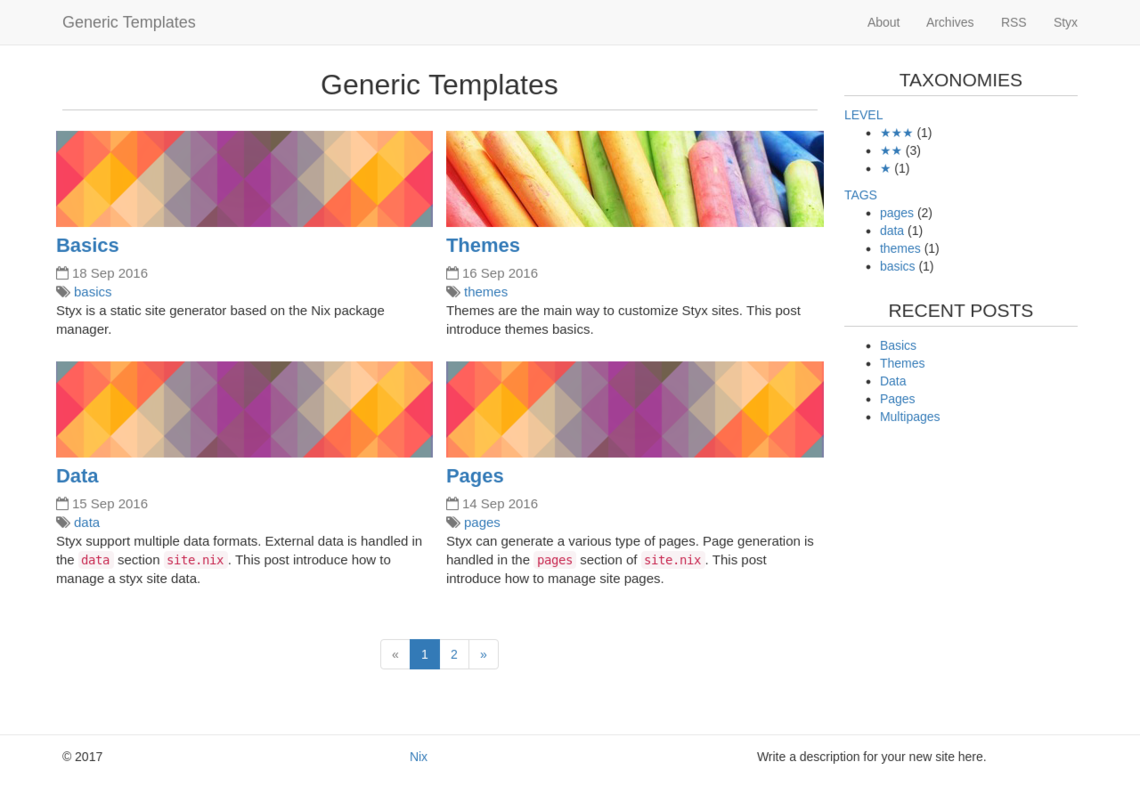 Generic Templates
About
Archives
RSS
Styx
Generic Templates
Basics
18 Sep 2016
basics
Styx is a static site generator based on the Nix package
manager.
Themes
16 Sep 2016
themes
Themes are the main way to customize Styx sites. This post
introduce themes basics.
Data
15 Sep 2016
data
Styx support multiple data formats. External data is handled in
the data section site.nix. This post introduce how to
manage a styx site data.
Pages
14 Sep 2016
pages
Styx can generate a various type of pages. Page generation is
handled in the pages section of site.nix. This post
introduce how to manage site pages.
« 1 2 »
TAXONOMIES
LEVEL
★★★ (1)
★★ (3)
★ (1)
TAGS
pages (2)
data (1)
themes (1)
basics (1)
RECENT POSTS
Basics
Themes
Data
Pages
Multipages
© 2017
Nix
Write a description for your new site here.